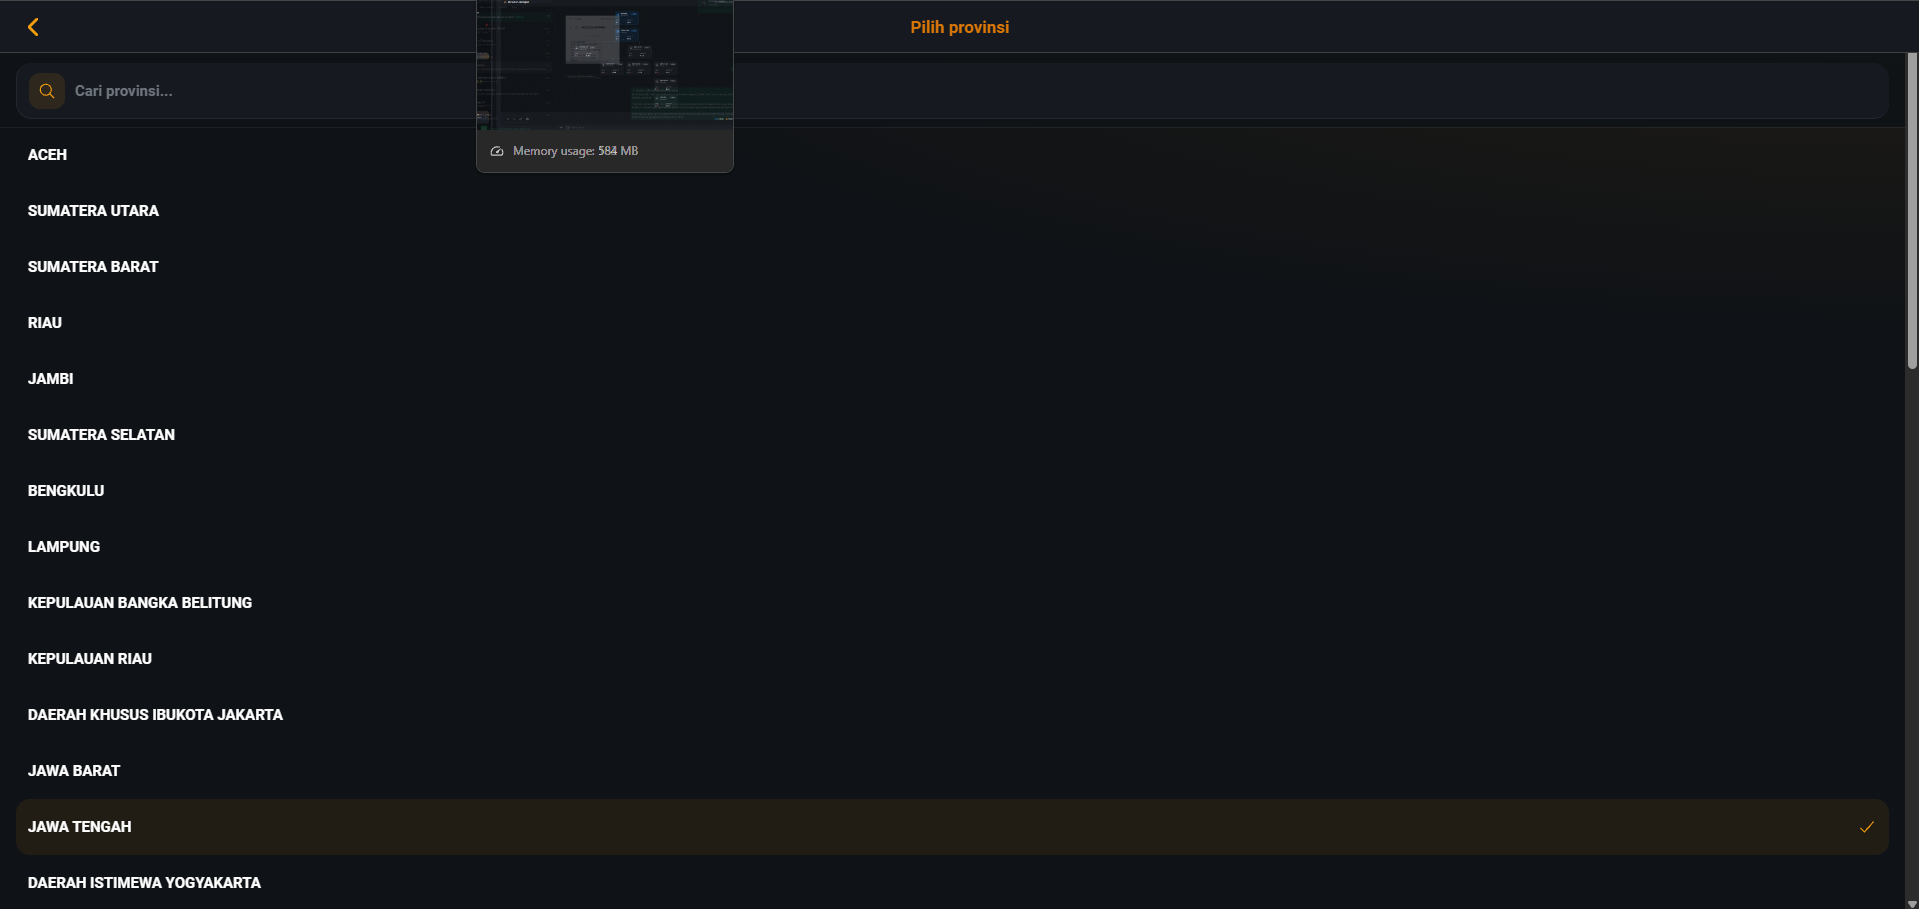 Pilih provinsi
Cari provinsi...
Memory usage: 584 MB
ACEH
SUMATERA UTARA
SUMATERA BARAT
RIAU
JAMBI
SUMATERA SELATAN
BENGKULU
LAMPUNG
KEPULAUAN BANGKA BELITUNG
KEPULAUAN RIAU
DAERAH KHUSUS IBUKOTA JAKARTA
JAWA BARAT
JAWA TENGAH
DAERAH ISTIMEWA YOGYAKARTA